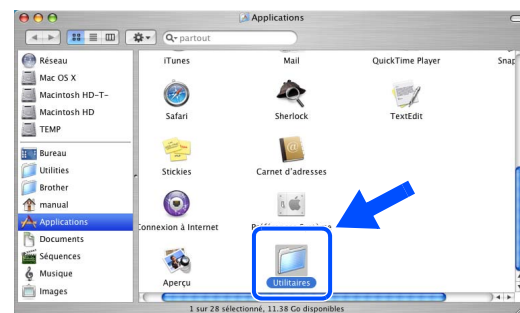 Applications
partout
Réseau
Mac OS X
Macintosh HD-T-
Macintosh HD
TEMP
Bureau
Utilities
Brother
manual
Applications
Documents
Séquences
Musique
Images
iTunes Mail QuickTime Player Snap
Safari Sherlock TextEdit
Stickies Carnet d'adresses
Connexion à Internet
Aperçu Utilitaires
1 sur 28 sélectionné, 11.38 Go disponibles